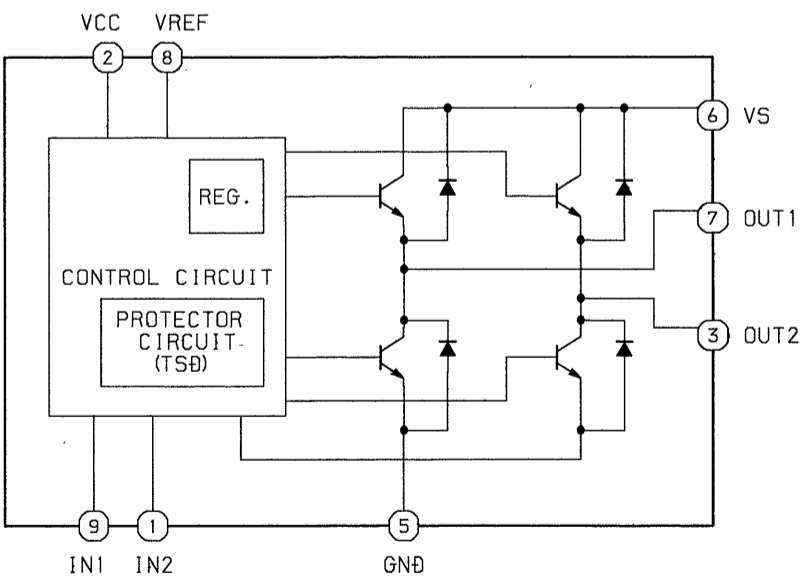 VCC VREF
2 8
6 VS
REG.
7 OUT1
CONTROL CIRCUIT
PROTECTOR
CIRCUIT
(TSD)
3 OUT2
9 1 5
IN1 IN2 GND